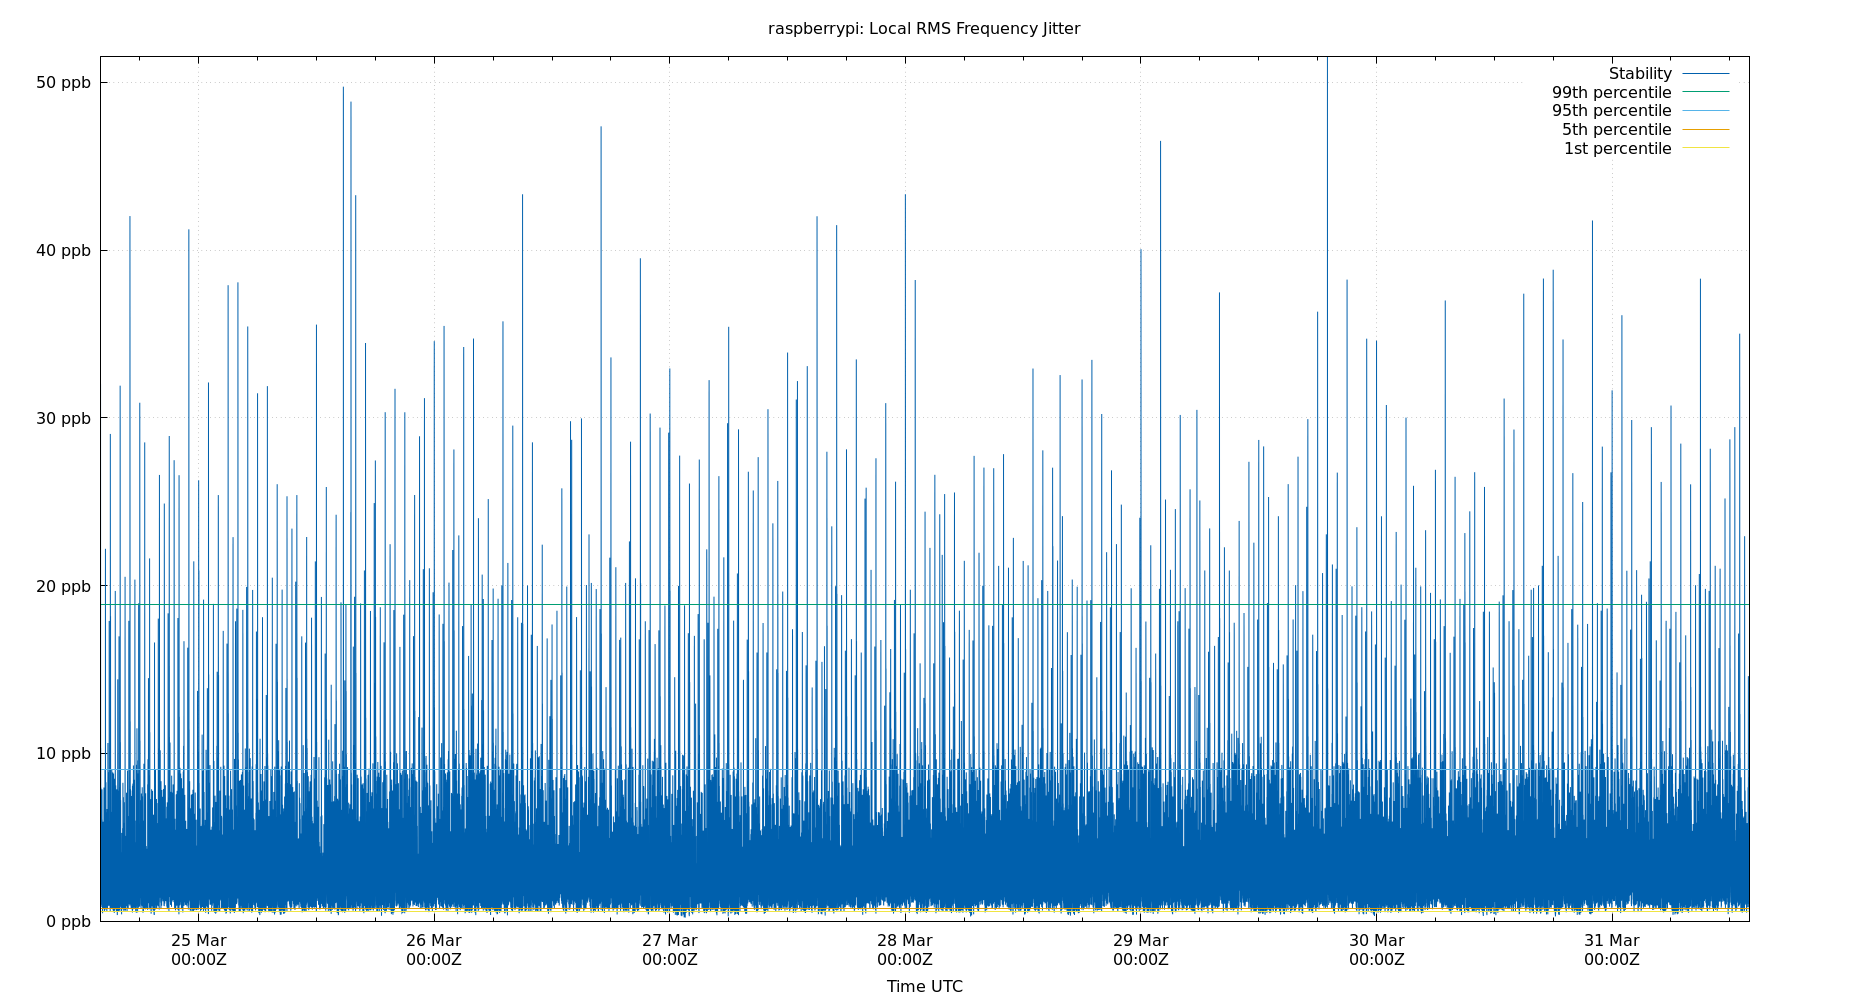 raspberrypi: Local RMS Frequency Jitter
50 ppb
40 ppb
30 ppb
20 ppb
10 ppb
0 ppb
Stability
99th percentile
95th percentile
5th percentile
1st percentile
25 Mar
00:00Z
26 Mar
00:00Z
27 Mar
00:00Z
28 Mar
00:00Z
29 Mar
00:00Z
30 Mar
00:00Z
31 Mar
00:00Z
Time UTC